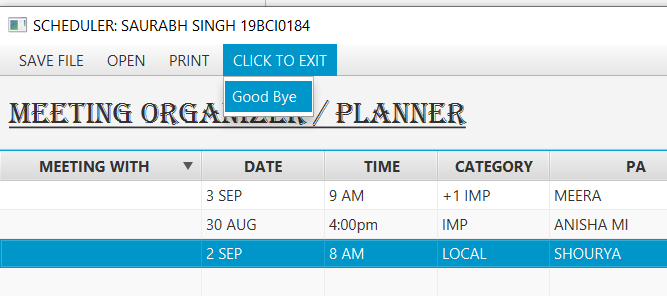 SCHEDULER: SAURABH SINGH 19BCI0184
SAVE FILE OPEN PRINT CLICK TO EXIT
Good Bye
MEETING ORGANIZER / PLANNER
MEETING WITH DATE TIME CATEGORY PA
3 SEP 9 AM +1 IMP MEERA
30 AUG 4:00pm IMP ANISHA MI
2 SEP 8 AM LOCAL SHOURYA